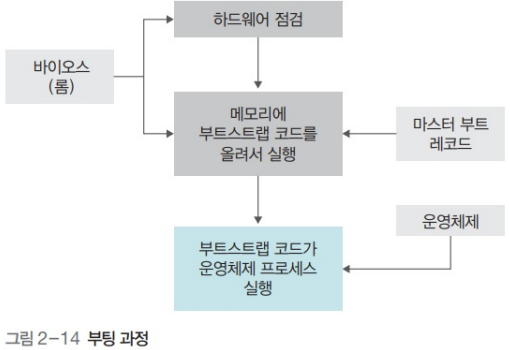 하드웨어 점검
바이오스
(롬)
메모리에
부트스트랩 코드를
올려서 실행
마스터 부트
레코드
운영체제
부트스트랩 코드가
운영체제 프로세스
실행
그림 2-14 부팅 과정